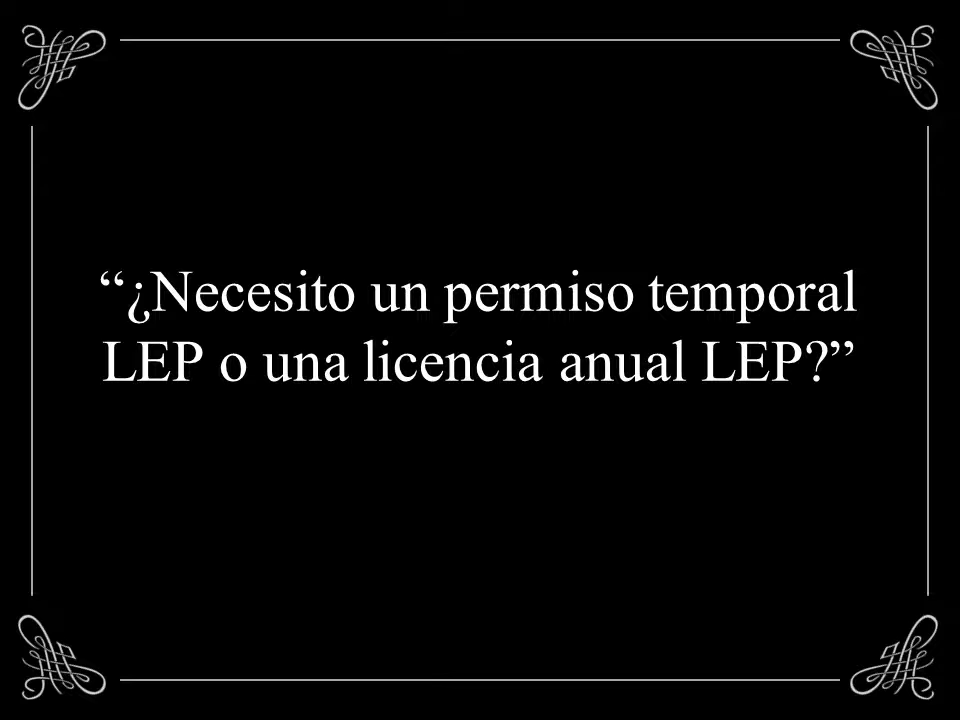 “¿Necesito un permiso temporal
LEP o una licencia anual LEP?”